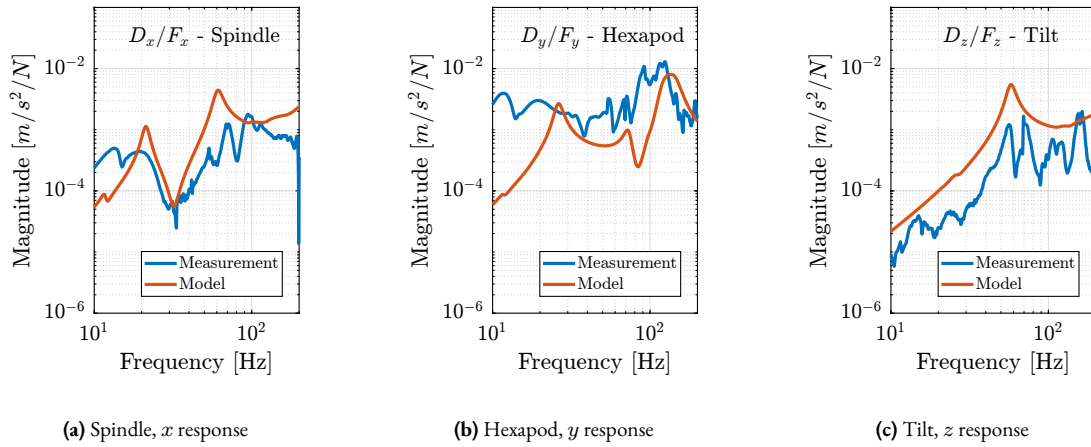 D_x/F_x - Spindle
Magnitude [m/s^2/N]
10^{-2}
10^{-4}
10^{-6}
Measurement
Model
10^1
10^2
Frequency [Hz]
(a) Spindle, x response
D_y/F_y - Hexapod
Magnitude [m/s^2/N]
10^{-2}
10^{-4}
10^{-6}
Measurement
Model
10^1
10^2
Frequency [Hz]
(b) Hexapod, y response
D_z/F_z - Tilt
Magnitude [m/s^2/N]
10^{-2}
10^{-4}
10^{-6}
Measurement
Model
10^1
10^2
Frequency [Hz]
(c) Tilt, z response